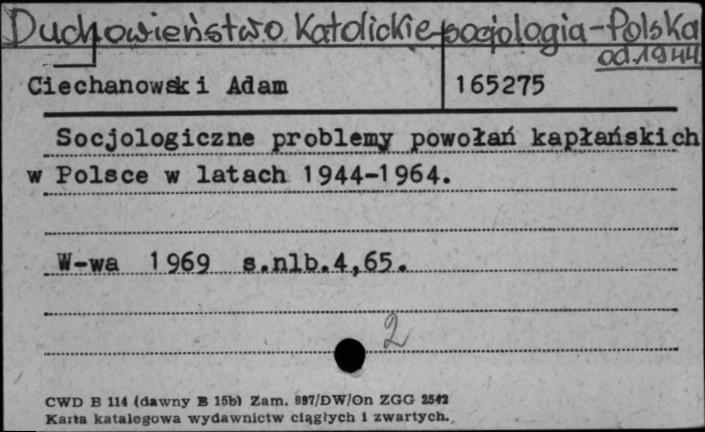 Duchowieństwo Katolickie-socjologia-Polska
od.1944
Ciechanowski Adam 165275
Socjologiczne problemy powołań kapłańskich
w Polsce w latach 1944-1964.
W-wa 1969 s.nlb.4,65.
2
CWD B 114 (dawny B 15b) Zam. 897/DW/On ZGG 2542
Karta katalogowa wydawnictw ciągłych i zwartych.